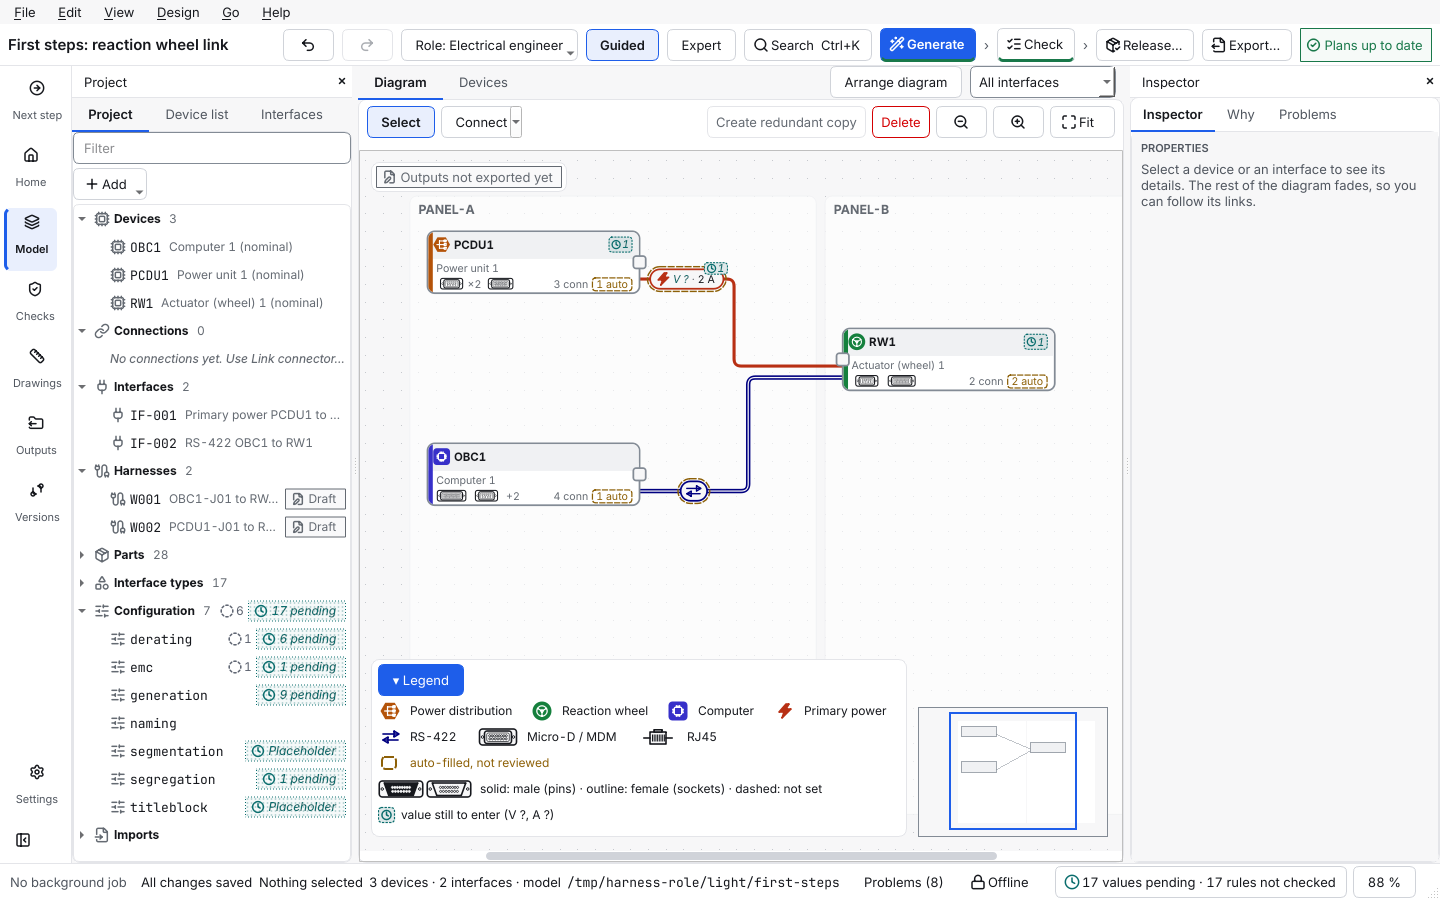 File Edit View Design Go Help
First steps: reaction wheel link
Role: Electrical engineer
Guided
Expert
Search Ctrl+K
Generate
› Check ›
Release...
Export...
Plans up to date
Next step
Home
Model
Checks
Drawings
Outputs
Versions
Settings
Project ×
Project Device list Interfaces
Filter
+ Add
Devices 3
OBC1 Computer 1 (nominal)
PCDU1 Power unit 1 (nominal)
RW1 Actuator (wheel) 1 (nominal)
Connections 0
No connections yet. Use Link connector...
Interfaces 2
IF-001 Primary power PCDU1 to ...
IF-002 RS-422 OBC1 to RW1
Harnesses 2
W001 OBC1-J01 to RW... Draft
W002 PCDU1-J01 to R... Draft
Parts 28
Interface types 17
Configuration 7 6 17 pending
derating 1 6 pending
emc 1 1 pending
generation 9 pending
naming
segmentation Placeholder
segregation 1 pending
titleblock Placeholder
Imports
Diagram Devices
Arrange diagram
All interfaces
Select
Connect
Create redundant copy
Delete
Fit
Outputs not exported yet
PANEL-A
PANEL-B
PCDU1 1
Power unit 1
×2 3 conn 1 auto
1
V ? · 2 A
RW1 1
Actuator (wheel) 1
2 conn 2 auto
OBC1
Computer 1
+2 4 conn 1 auto
▾ Legend
Power distribution Reaction wheel Computer Primary power
RS-422 Micro-D / MDM RJ45
auto-filled, not reviewed
solid: male (pins) · outline: female (sockets) · dashed: not set
value still to enter (V ?, A ?)
Inspector ×
Inspector Why Problems
PROPERTIES
Select a device or an interface to see its
details. The rest of the diagram fades, so you
can follow its links.
No background job All changes saved Nothing selected 3 devices · 2 interfaces · model /tmp/harness-role/light/first-steps Problems (8) Offline 17 values pending · 17 rules not checked 88 %